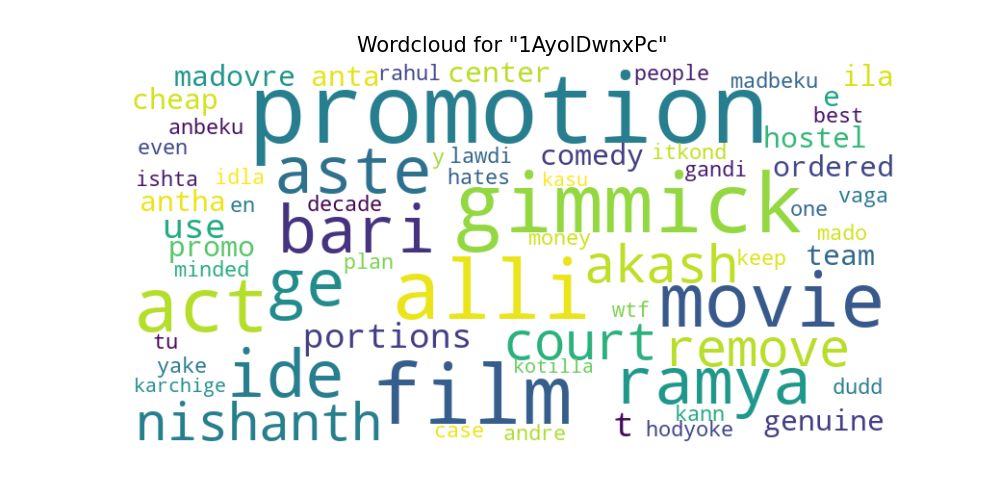 Wordcloud for "1AyolDwnxPc"
madovre anta rahul center people madbeku ila
cheap promotion e best
anbeku hostel
even aste y lawdi comedy itkond ordered
ishta idla hates kasu gandi vaga
antha en decade gimmick one
use bari money mado
promo plan akash keep team
minded ge alli movie
act portions wtf
tu court remove
yake ide kotilla
karchige film ramya dudd
nishanth case andre t kann hodyoke genuine